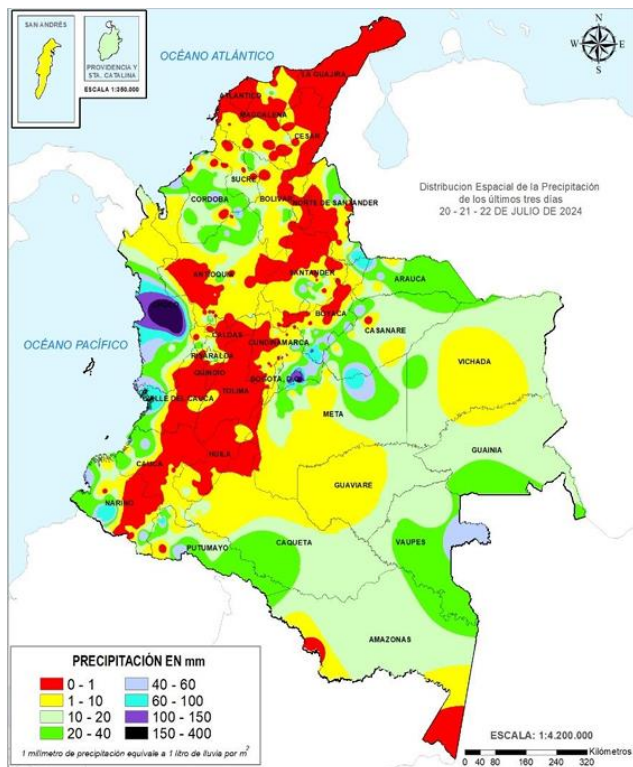 SAN ANDRÉS
PROVIDENCIA Y
STA. CATALINA
ESCALA 1:350.000
OCÉANO ATLÁNTICO
N
W E
S
LA GUAJIRA
ATLÁNTICO
MAGDALENA
CESAR
Distribucion Espacial de la Precipitación
de los últimos tres días
20 - 21 - 22 DE JULIO DE 2024
SUCRE
CORDOBA
BOLIVAR
NORTE DE SANTANDER
ANTIOQUIA
SANTANDER
ARAUCA
BOYACA
CASANARE
OCÉANO PACÍFICO
CALDAS
CUNDINAMARCA
RISARALDA
VICHADA
QUINDIO
BOGOTA, D.C.
TOLIMA
VALLE DEL CAUCA
META
GUAINIA
CAUCA
HUILA
GUAVIARE
NARIÑO
CAQUETA
VAUPES
PUTUMAYO
AMAZONAS
PRECIPITACIÓN EN mm
0 - 1 40 - 60
1 - 10 60 - 100
10 - 20 100 - 150
20 - 40 150 - 400
1 milímetro de precipitación equivale a 1 litro de lluvia por m²
ESCALA: 1:4.200.000
Kilómetros
0 40 80 160 240 320